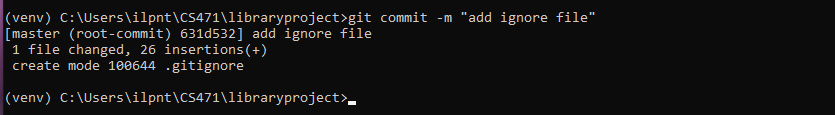 (venv) C:\Users\ilpnt\CS471\libraryproject>git commit -m "add ignore file"
[master (root-commit) 631d532] add ignore file
 1 file changed, 26 insertions(+)
 create mode 100644 .gitignore
(venv) C:\Users\ilpnt\CS471\libraryproject>